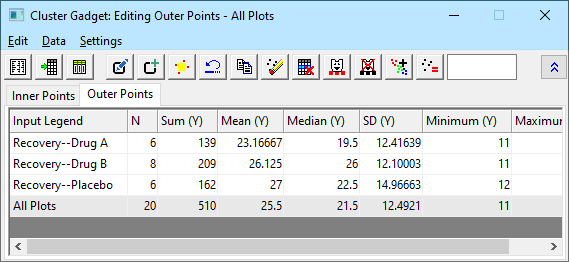 Cluster Gadget: Editing Outer Points - All Plots
Edit Data Settings
Inner Points Outer Points
Input Legend N Sum (Y) Mean (Y) Median (Y) SD (Y) Minimum (Y) Maximum
Recovery--Drug A 6 139 23.16667 19.5 12.41639 11
Recovery--Drug B 8 209 26.125 26 12.10003 11
Recovery--Placebo 6 162 27 22.5 14.96663 12
All Plots 20 510 25.5 21.5 12.4921 11